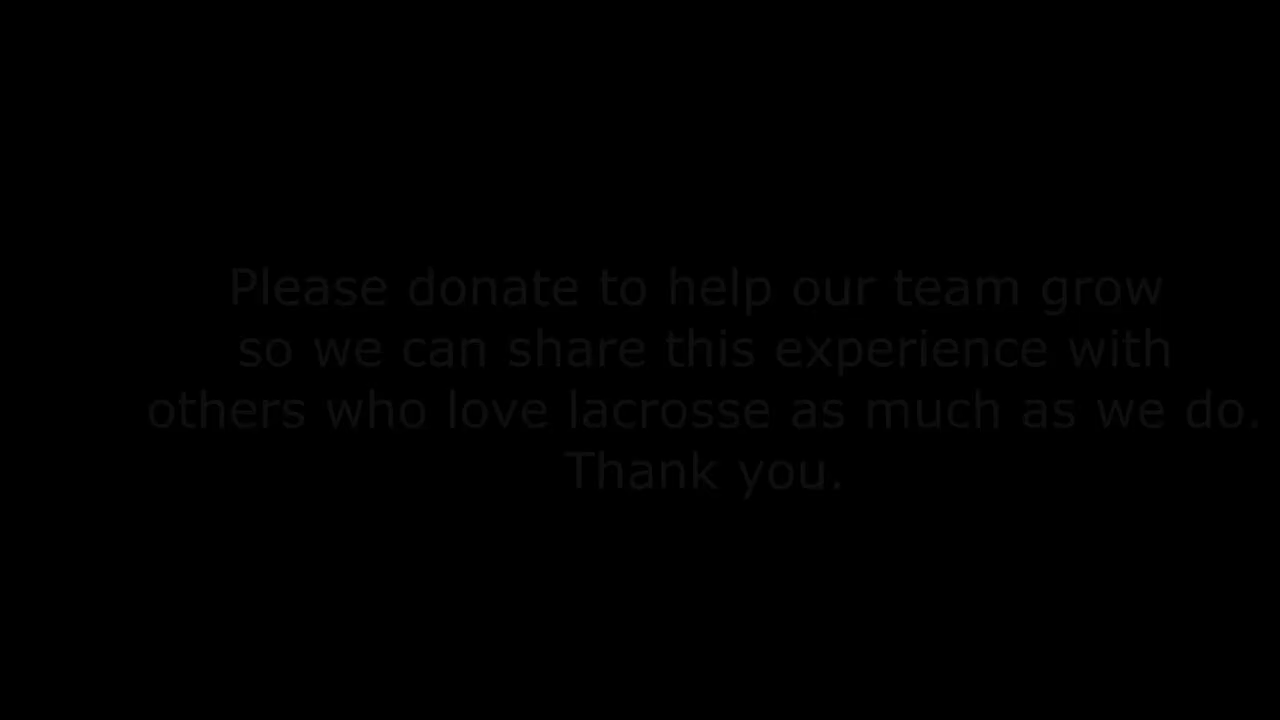 Please donate to help our team grow
so we can share this experience with
others who love lacrosse as much as we do.
Thank you.